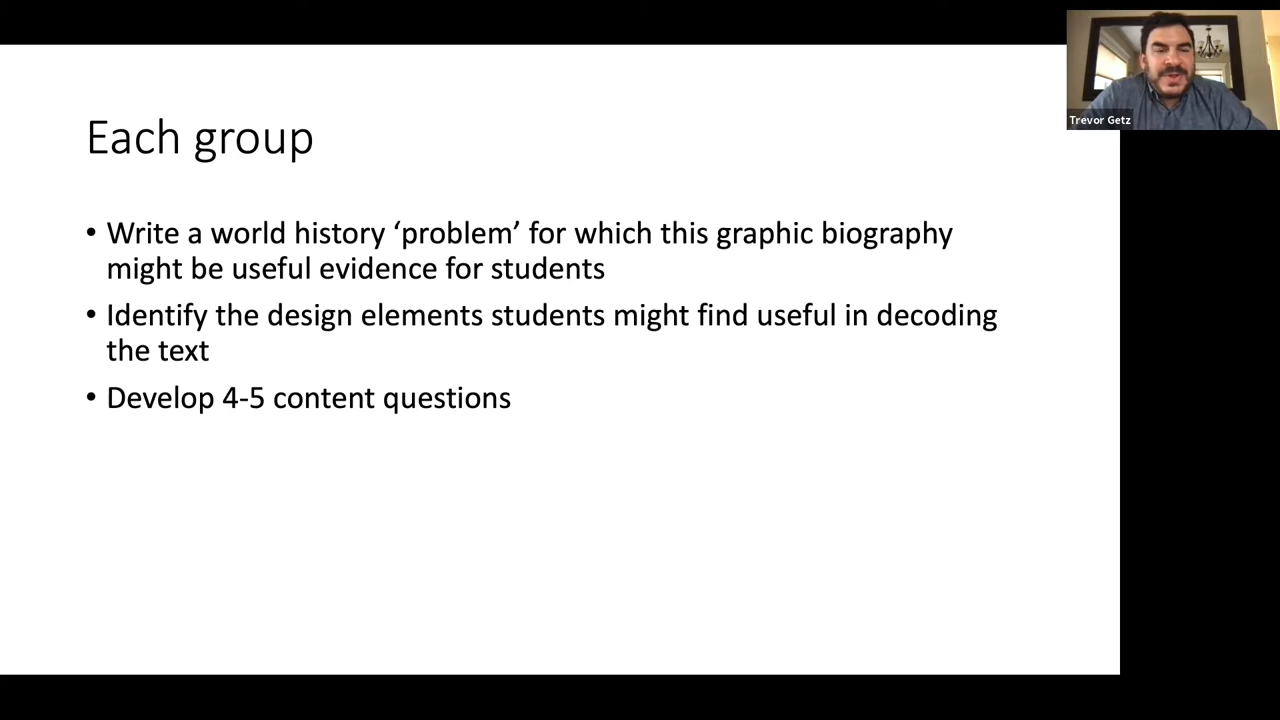 Each group
• Write a world history ‘problem’ for which this graphic biography
might be useful evidence for students
• Identify the design elements students might find useful in decoding
the text
• Develop 4-5 content questions
Trevor Getz